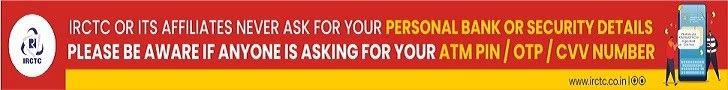 IRCTC OR ITS AFFILIATES NEVER ASK FOR YOUR PERSONAL BANK OR SECURITY DETAILS
PLEASE BE AWARE IF ANYONE IS ASKING FOR YOUR ATM PIN / OTP / CVV NUMBER
IRCTC
www.irctc.co.in